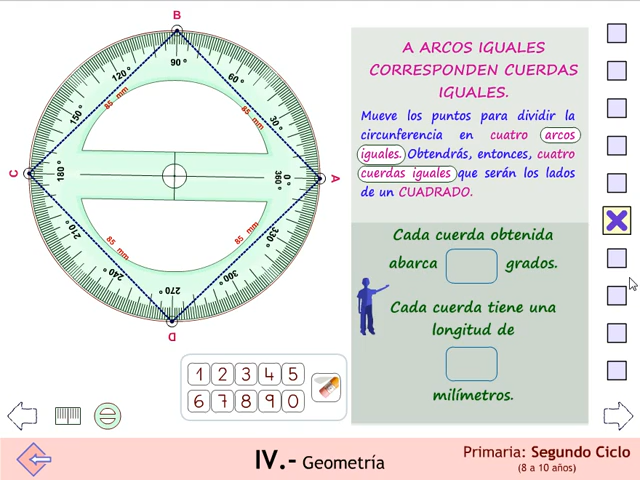 B
90°
120°
60°
85 mm
85 mm
150°
30°
C
180°
0°
360°
A
210°
330°
85 mm
85 mm
240°
300°
270°
D
A ARCOS IGUALES
CORRESPONDEN CUERDAS
IGUALES.
Mueve los puntos para dividir la
circunferencia en cuatro arcos
iguales. Obtendrás, entonces, cuatro
cuerdas iguales que serán los lados
de un CUADRADO.
Cada cuerda obtenida
abarca grados.
Cada cuerda tiene una
longitud de
milímetros.
1 2 3 4 5
6 7 8 9 0
IV.- Geometría
Primaria: Segundo Ciclo
(8 a 10 años)